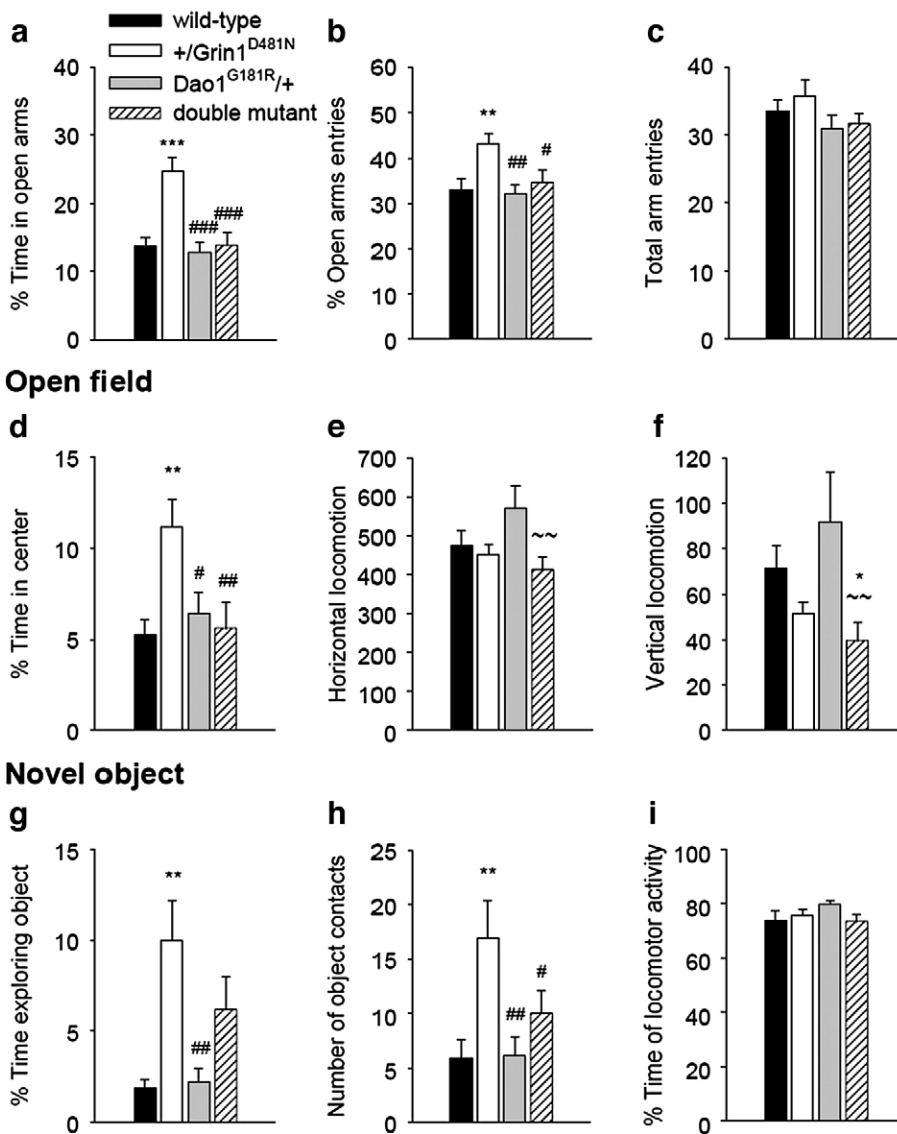 a
wild-type
+/Grin1^D481N
Dao1^G181R/+
double mutant
% Time in open arms
40
30
20
10
0
***
###
###
b
% Open arms entries
60
50
40
30
20
10
0
**
##
#
c
Total arm entries
40
30
20
10
0
Open field
d
% Time in center
15
10
5
0
**
#
##
e
Horizontal locomotion
700
600
500
400
300
200
100
0
~~
f
Vertical locomotion
120
100
80
60
40
20
0
*
~~
Novel object
g
% Time exploring object
15
10
5
0
**
##
h
Number of object contacts
25
20
15
10
5
0
**
##
#
i
% Time of locomotor activity
100
80
60
40
20
0